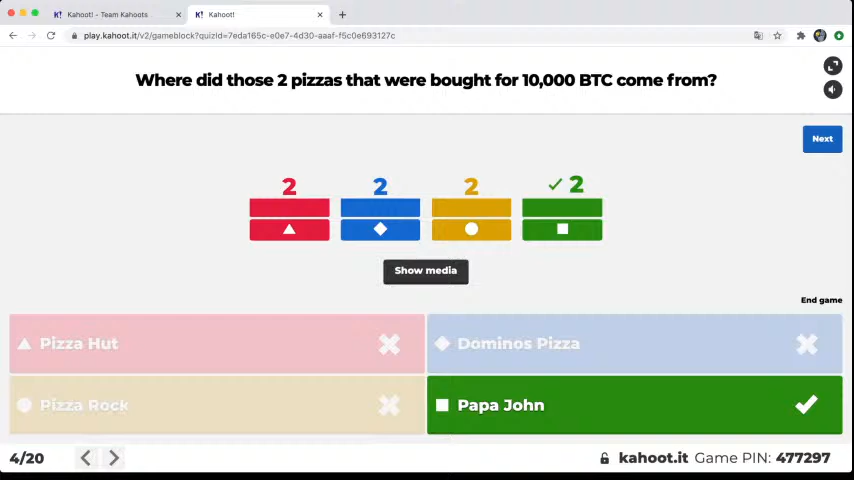 K! Kahoot! - Team Kahoots
K! Kahoot!
play.kahoot.it/v2/gameblock?quizId=7eda165c-e0e7-4d30-aaaf-f5c0e693127c
Where did those 2 pizzas that were bought for 10,000 BTC come from?
Next
2 2 2 2
Show media
End game
Pizza Hut
Dominos Pizza
Pizza Rock
Papa John
4/20
kahoot.it Game PIN: 477297